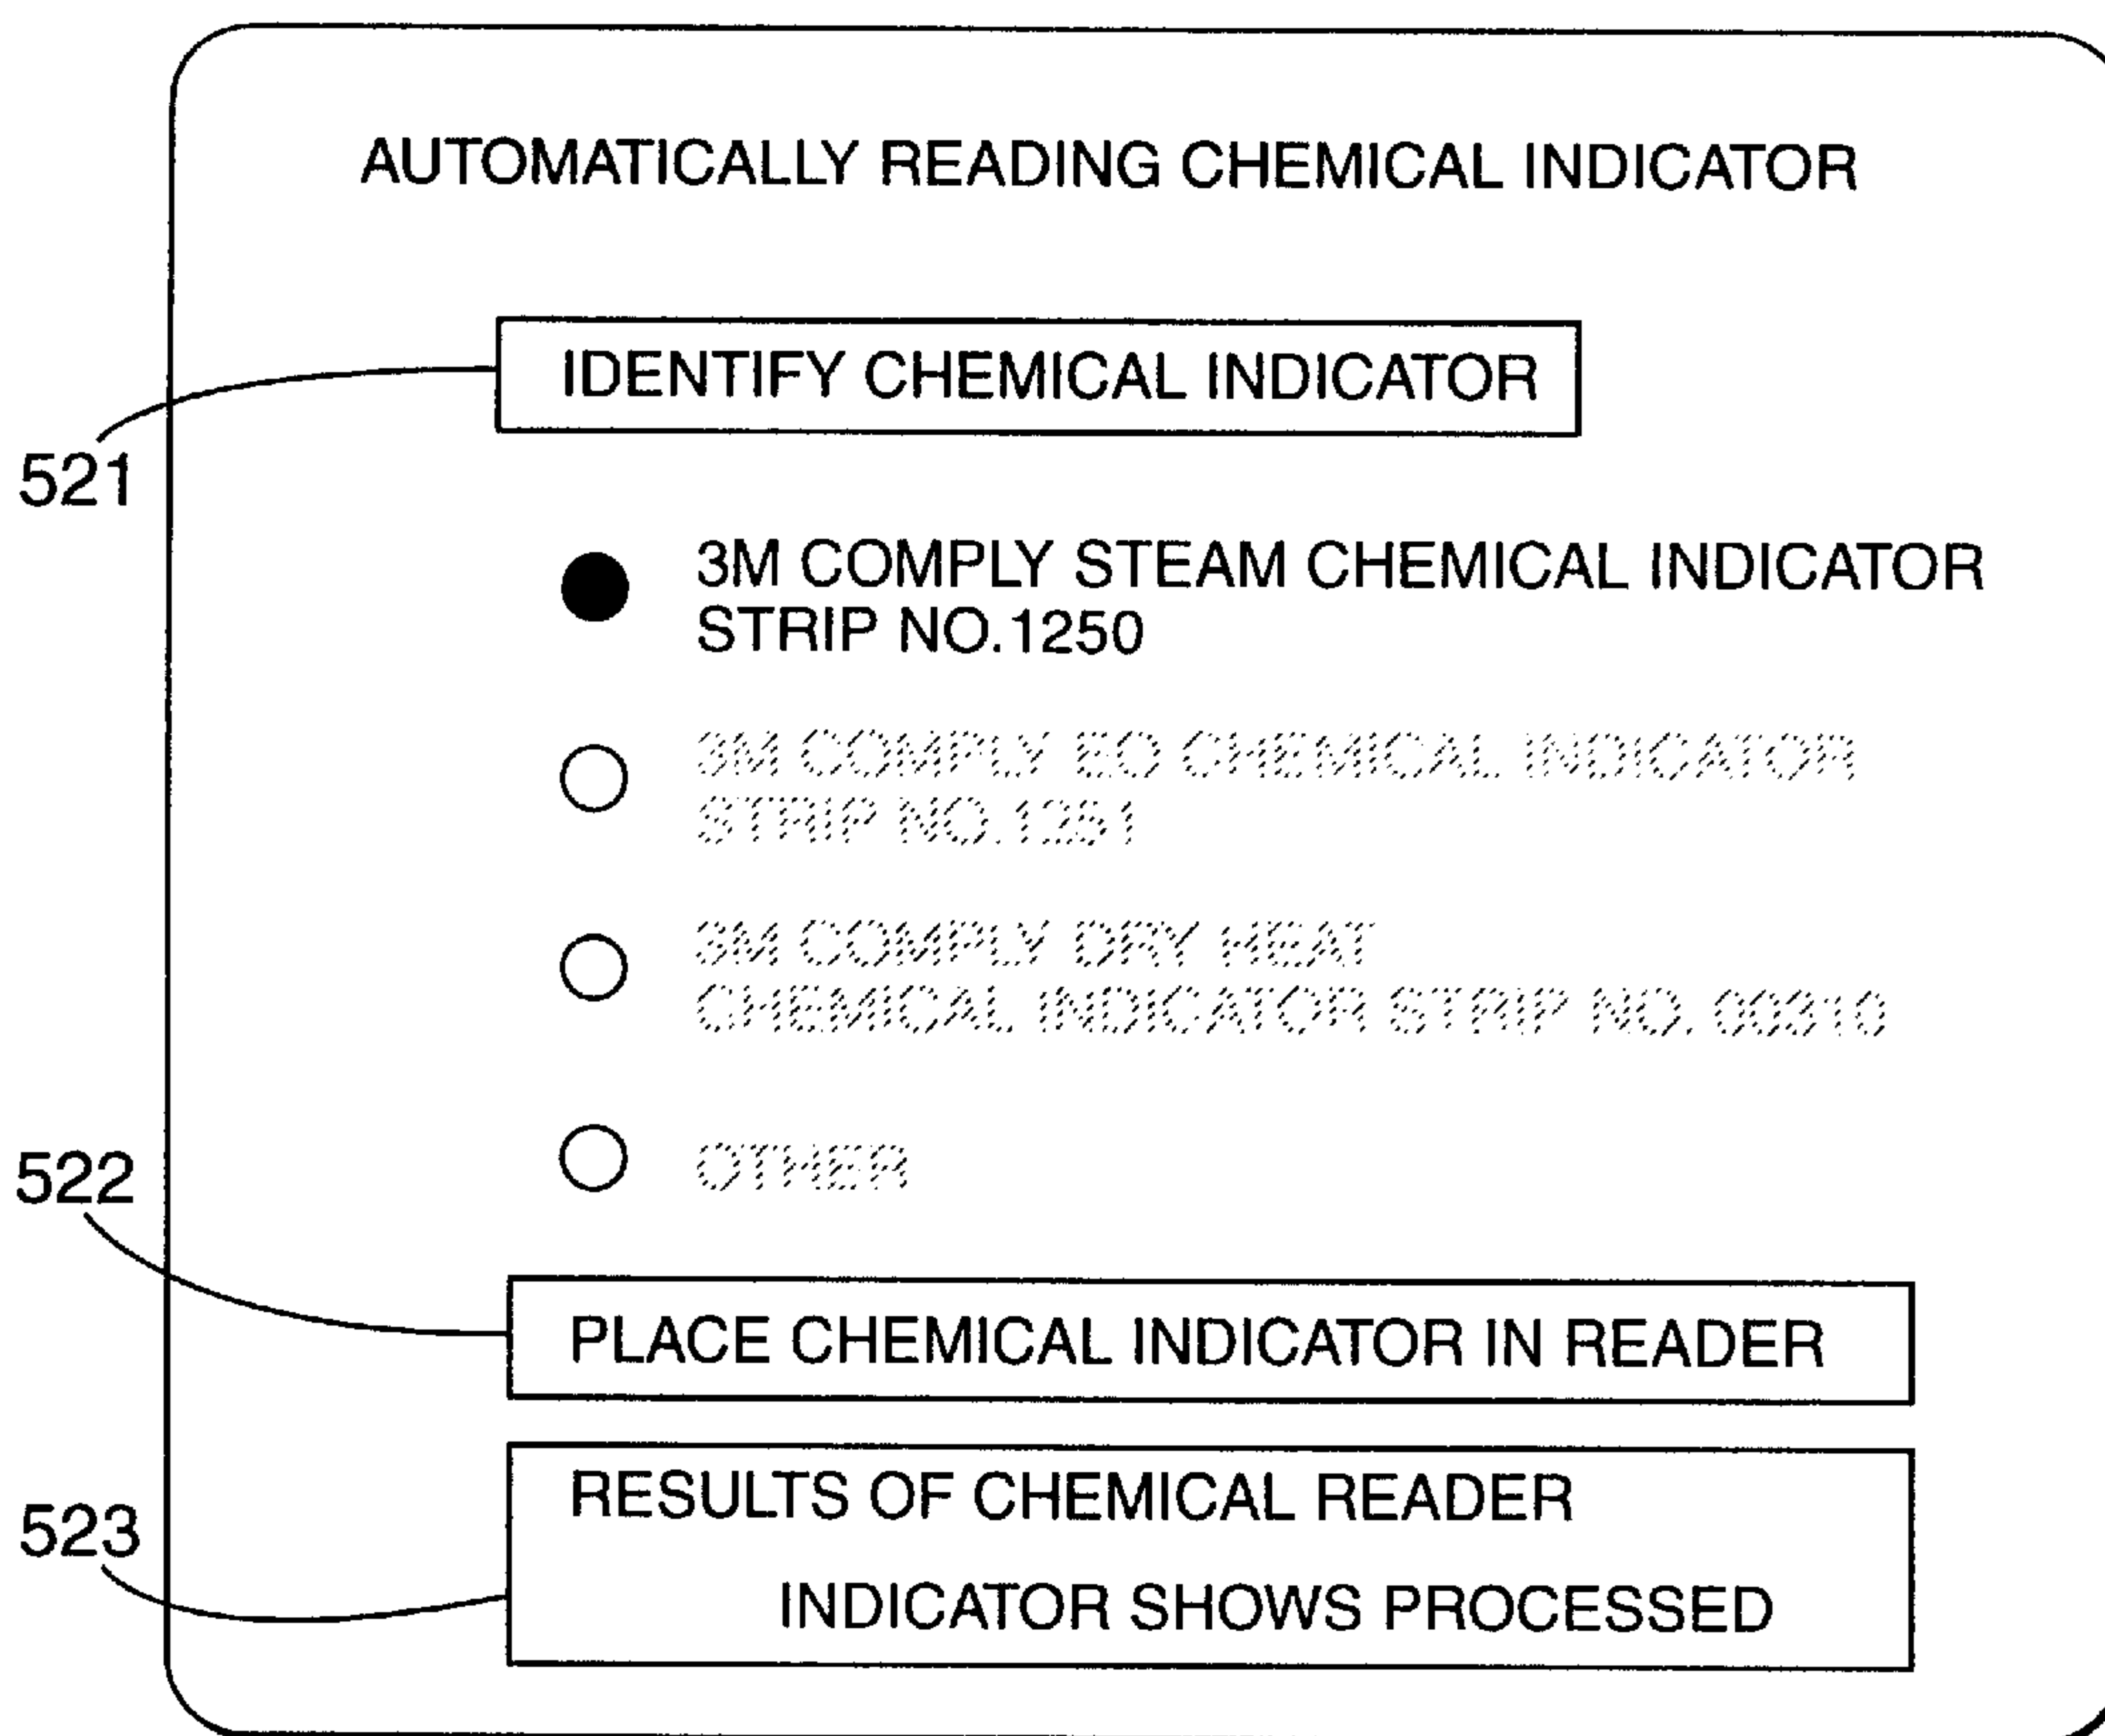 AUTOMATICALLY READING CHEMICAL INDICATOR
IDENTIFY CHEMICAL INDICATOR
521
3M COMPLY STEAM CHEMICAL INDICATOR
STRIP NO.1250
3M COMPLY EO CHEMICAL INDICATOR
STRIP NO.1251
3M COMPLY DRY HEAT
CHEMICAL INDICATOR STRIP NO.
522
OTHER
PLACE CHEMICAL INDICATOR IN READER
523
RESULTS OF CHEMICAL READER
INDICATOR SHOWS PROCESSED